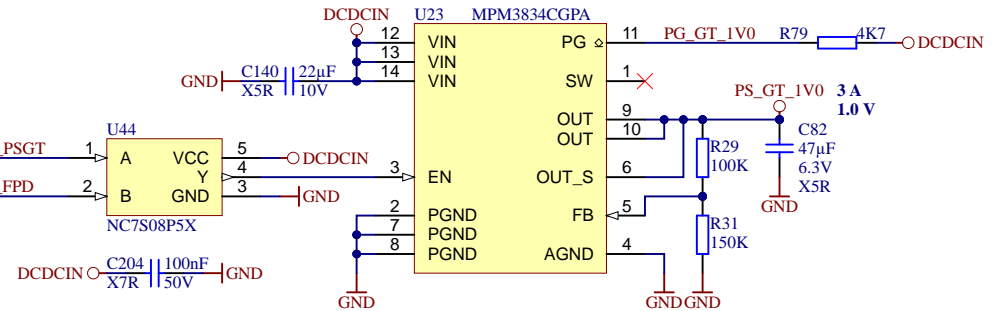 DCDCIN
U23 MPM3834CGPA
12 VIN
13 VIN
14 VIN
PG 11 PG_GT_1V0 R79 4K7 DCDCIN
GND C140 22µF
X5R 10V
SW 1
PS_GT_1V0 3 A
1.0 V
OUT 9
OUT 10
C82
47µF
6.3V
X5R
GND
R29
100K
U44
_PSGT 1 A VCC 5 DCDCIN
Y 4
_FPD 2 B GND 3 GND
NC7S08P5X
3 EN
OUT_S 6
2 PGND
7 PGND
8 PGND
FB 5
R31
150K
AGND 4
DCDCIN C204 100nF GND
X7R 50V
GND
GND GND